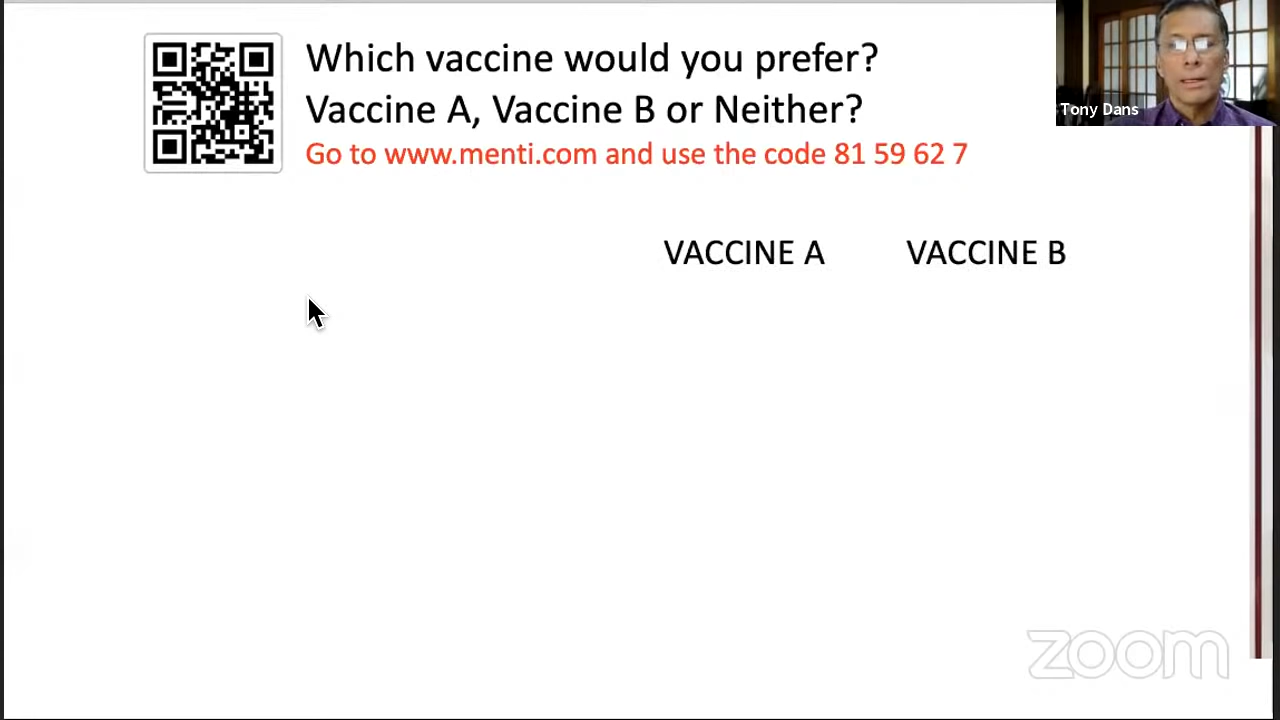 Which vaccine would you prefer?
Vaccine A, Vaccine B or Neither?
Go to www.menti.com and use the code 81 59 62 7
Tony Dans
VACCINE A VACCINE B
zoom